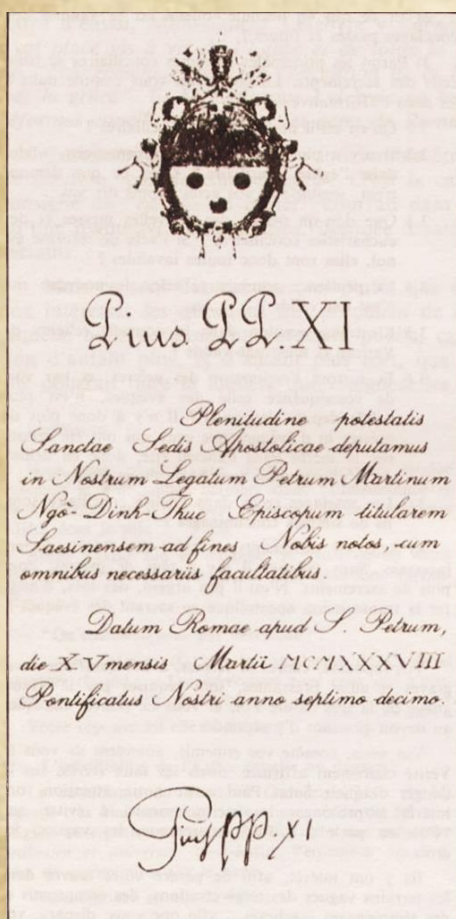 Pius PP. XI
Plenitudine potestatis
Sanctae Sedis Apostolicae deputamus
in Nostrum Legatum Petrum Martinum
Ngô-Dinh-Thuc Episcopum titularem
Saesinensem ad fines Nobis notos, cum
omnibus necessariis facultatibus.
Datum Romae apud S. Petrum,
die X V mensis Martii MCMXXXVIII
Pontificatus Nostri anno septimo decimo.
Pius PP. XI